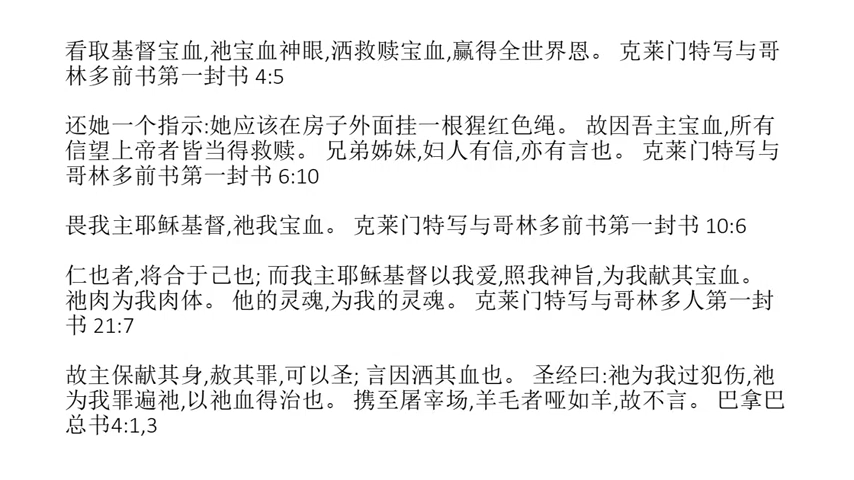 看取基督宝血,祂宝血神眼,洒救赎宝血,赢得全世界恩。 克莱门特写与哥
林多前书第一封书 4:5
还她一个指示:她应该在房子外面挂一根猩红色绳。 故因吾主宝血,所有
信望上帝者皆当得救赎。 兄弟姊妹,妇人有信,亦有言也。 克莱门特写与
哥林多前书第一封书 6:10
畏我主耶稣基督,祂我宝血。 克莱门特写与哥林多前书第一封书 10:6
仁也者,将合于己也; 而我主耶稣基督以我爱,照我神旨,为我献其宝血。
祂肉为我肉体。 他的灵魂,为我的灵魂。 克莱门特写与哥林多人第一封
书 21:7
故主保献其身,赦其罪,可以圣; 言因洒其血也。 圣经曰:祂为我过犯伤,祂
为我罪遍祂,以祂血得治也。 携至屠宰场,羊毛者哑如羊,故不言。 巴拿巴
总书4:1,3